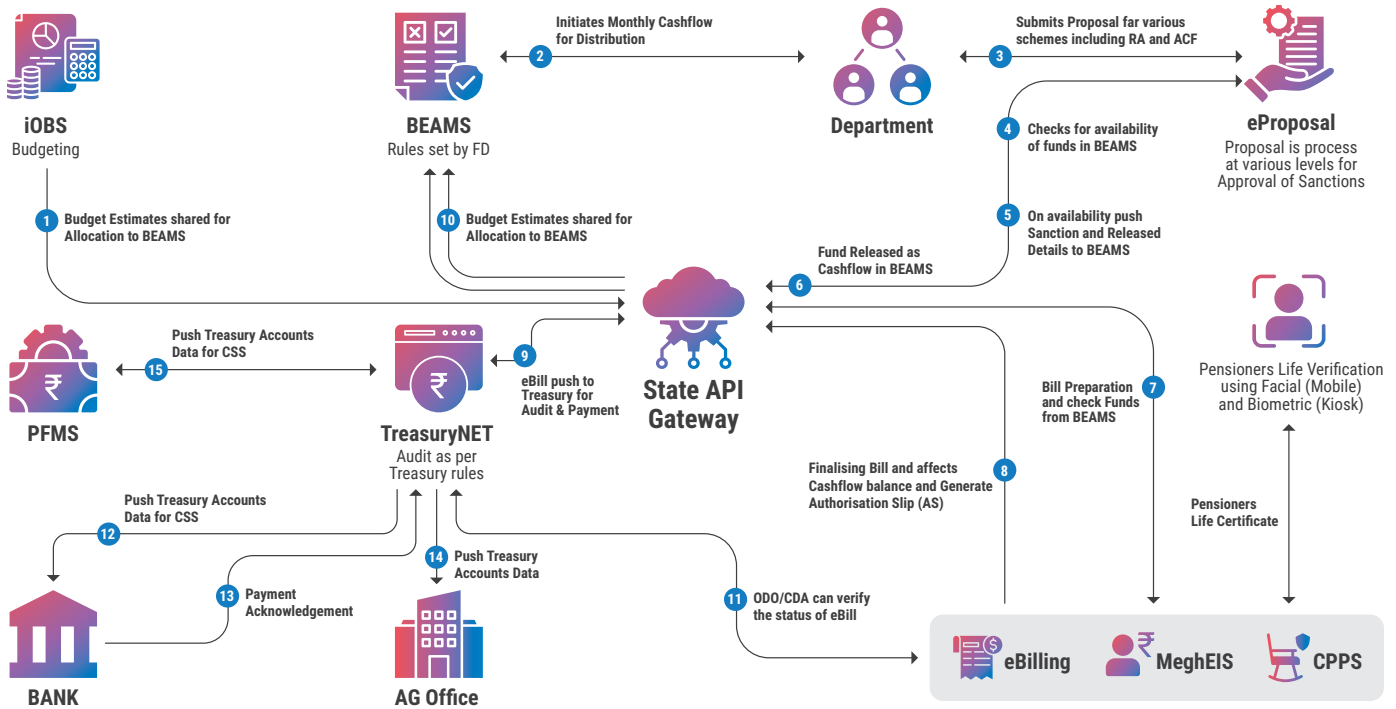 iOBS
Budgeting
BEAMS
Rules set by FD
2
Initiates Monthly Cashflow
for Distribution
Department
3
Submits Proposal far various
schemes including RA and ACF
eProposal
Proposal is process
at various levels for
Approval of Sanctions
4
Checks for availability
of funds in BEAMS
5
On availability push
Sanction and Released
Details to BEAMS
1
Budget Estimates shared for
Allocation to BEAMS
10
Budget Estimates shared for
Allocation to BEAMS
6
Fund Released as
Cashflow in BEAMS
State API
Gateway
₹
PFMS
15
Push Treasury Accounts
Data for CSS
₹
TreasuryNET
Audit as per
Treasury rules
9
eBill push to
Treasury for
Audit & Payment
7
Bill Preparation
and check Funds
from BEAMS
Pensioners Life Verification
using Facial (Mobile)
and Biometric (Kiosk)
8
Finalising Bill and affects
Cashflow balance and Generate
Authorisation Slip (AS)
Pensioners
Life Certificate
12
Push Treasury Accounts
Data for CSS
13
Payment
Acknowledgement
14
Push Treasury
Accounts Data
11
ODO/CDA can verify
the status of eBill
BANK
AG Office
$
eBilling
₹
MeghEIS
CPPS